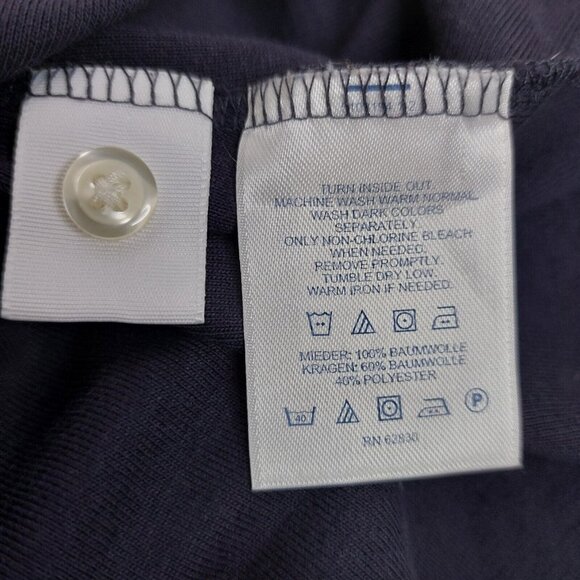 TURN INSIDE OUT.
MACHINE WASH WARM NORMAL.
WASH DARK COLORS
SEPARATELY.
ONLY NON-CHLORINE BLEACH
WHEN NEEDED.
REMOVE PROMPTLY.
TUMBLE DRY LOW.
WARM IRON IF NEEDED.
MIEDER: 100% BAUMWOLLE
KRAGEN: 60% BAUMWOLLE
40% POLYESTER
40 P
RN 62830